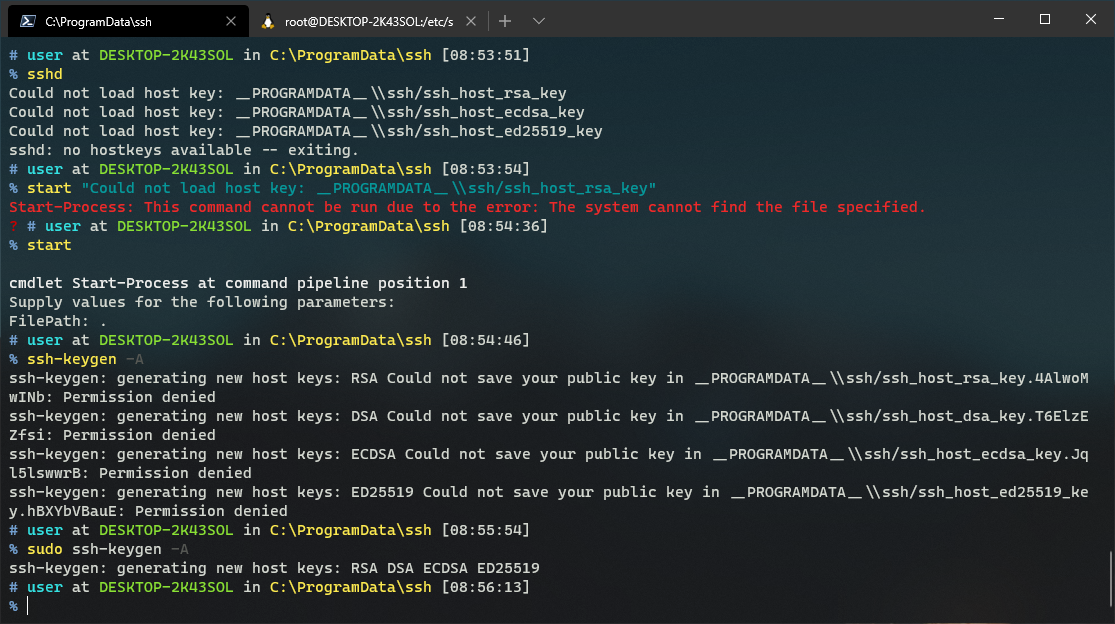 C:\ProgramData\ssh
root@DESKTOP-2K43SOL:/etc/s
# user at DESKTOP-2K43SOL in C:\ProgramData\ssh [08:53:51]
% sshd
Could not load host key: __PROGRAMDATA__\\ssh/ssh_host_rsa_key
Could not load host key: __PROGRAMDATA__\\ssh/ssh_host_ecdsa_key
Could not load host key: __PROGRAMDATA__\\ssh/ssh_host_ed25519_key
sshd: no hostkeys available -- exiting.
# user at DESKTOP-2K43SOL in C:\ProgramData\ssh [08:53:54]
% start "Could not load host key: __PROGRAMDATA__\\ssh/ssh_host_rsa_key"
Start-Process: This command cannot be run due to the error: The system cannot find the file specified.
? # user at DESKTOP-2K43SOL in C:\ProgramData\ssh [08:54:36]
% start
cmdlet Start-Process at command pipeline position 1
Supply values for the following parameters:
FilePath: .
# user at DESKTOP-2K43SOL in C:\ProgramData\ssh [08:54:46]
% ssh-keygen -A
ssh-keygen: generating new host keys: RSA Could not save your public key in __PROGRAMDATA__\\ssh/ssh_host_rsa_key.4AlwoM
wINb: Permission denied
ssh-keygen: generating new host keys: DSA Could not save your public key in __PROGRAMDATA__\\ssh/ssh_host_dsa_key.T6ElzE
Zfsi: Permission denied
ssh-keygen: generating new host keys: ECDSA Could not save your public key in __PROGRAMDATA__\\ssh/ssh_host_ecdsa_key.Jq
l5lswwrB: Permission denied
ssh-keygen: generating new host keys: ED25519 Could not save your public key in __PROGRAMDATA__\\ssh/ssh_host_ed25519_ke
y.hBXYbVBauE: Permission denied
# user at DESKTOP-2K43SOL in C:\ProgramData\ssh [08:55:54]
% sudo ssh-keygen -A
ssh-keygen: generating new host keys: RSA DSA ECDSA ED25519
# user at DESKTOP-2K43SOL in C:\ProgramData\ssh [08:56:13]
%